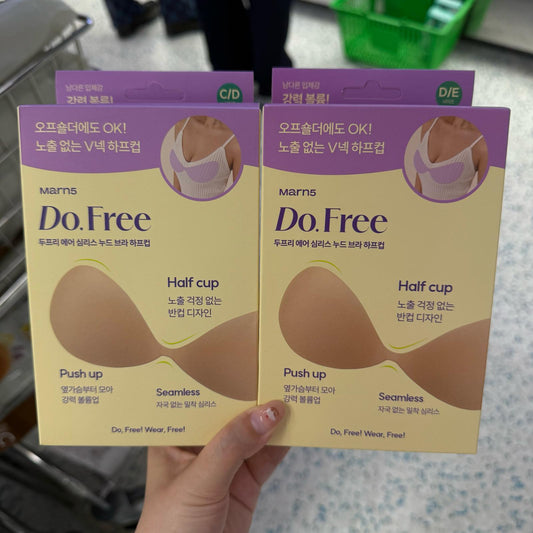 남다른 입체감
강력 볼륨!
C/D
오프숄더에도 OK!
노출 없는 V넥 하프컵
Marn5
Do.Free
두프리 에어 심리스 누드 브라 하프컵
Half cup
노출 걱정 없는
반컵 디자인
Push up
옆가슴부터 모아
강력 볼륨업
Seamless
자국 없는 밀착 심리스
Do, Free! Wear, Free!
남다른 입체감
강력 볼륨!
D/E
오프숄더에도 OK!
노출 없는 V넥 하프컵
Marn5
Do.Free
두프리 에어 심리스 누드 브라 하프컵
Half cup
노출 걱정 없는
반컵 디자인
Push up
옆가슴부터 모아
강력 볼륨업
Seamless
자국 없는 밀착 심리스
Do, Free! Wear, Free!